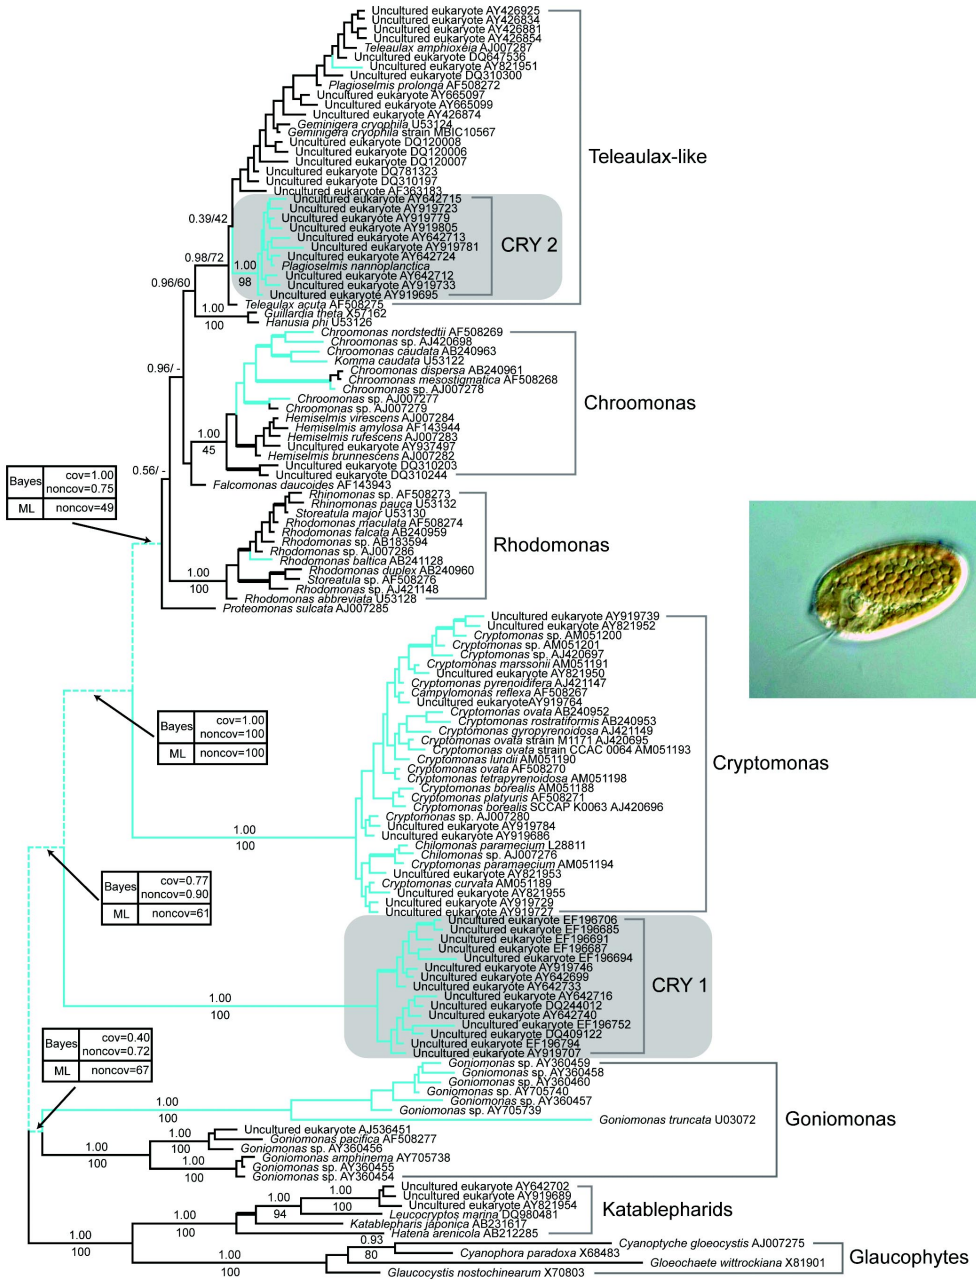 Uncultured eukaryote AY426925
Uncultured eukaryote AY426834
Uncultured eukaryote AY426881
Uncultured eukaryote AY426854
Teleaulax amphioxeia AJ007287
Uncultured eukaryote DQ647536
Uncultured eukaryote AY821951
Uncultured eukaryote DQ310300
Plagioselmis prolonga AF508272
Uncultured eukaryote AY665097
Uncultured eukaryote AY665099
Uncultured eukaryote AY426874
Geminigera cryophila U53124
Geminigera cryophila strain MBIC10567
Uncultured eukaryote DQ120008
Uncultured eukaryote DQ120006
Uncultured eukaryote DQ120007
Uncultured eukaryote DQ781323
Uncultured eukaryote DQ310197
Uncultured eukaryote AF363183
Teleaulax-like
Uncultured eukaryote AY642715
Uncultured eukaryote AY919723
Uncultured eukaryote AY919779
Uncultured eukaryote AY919805
Uncultured eukaryote AY642713
Uncultured eukaryote AY919781
Uncultured eukaryote AY642724
Plagioselmis nannoplanctica
Uncultured eukaryote AY642712
Uncultured eukaryote AY919733
Uncultured eukaryote AY919695
CRY 2
0.39/42
0.98/72
1.00
98
0.96/60
Teleaulax acuta AF508275
Guillardia theta X57162
Hanusia phi U53126
1.00
100
Chroomonas nordstedtii AF508269
Chroomonas sp. AJ420698
Chroomonas caudata AB240963
Komma caudata U53122
Chroomonas dispersa AB240961
Chroomonas mesostigmatica AF508268
Chroomonas sp. AJ007278
Chroomonas sp. AJ007277
Chroomonas sp. AJ007279
Hemiselmis virescens AJ007284
Hemiselmis amylosa AF143944
Hemiselmis rufescens AJ007283
Uncultured eukaryote AY937497
Hemiselmis brunnescens AJ007282
Uncultured eukaryote DQ310203
Uncultured eukaryote DQ310244
Falcomonas daucoides AF143943
Chroomonas
0.96/ -
1.00
45
0.56/ -
Bayes
cov=1.00
noncov=0.75
ML
noncov=49
Rhinomonas sp. AF508273
Rhinomonas pauca U53132
Storeatula major U53130
Rhodomonas maculata AF508274
Rhodomonas falcata AB240959
Rhodomonas sp. AB183594
Rhodomonas sp. AJ007286
Rhodomonas baltica AB241128
Rhodomonas duplex AB240960
Storeatula sp. AF508276
Rhodomonas sp. AJ421148
Rhodomonas abbreviata U53128
Proteomonas sulcata AJ007285
Rhodomonas
1.00
100
Uncultured eukaryote AY919739
Uncultured eukaryote AY821952
Cryptomonas sp. AM051200
Cryptomonas sp. AM051201
Cryptomonas sp. AJ420697
Cryptomonas marssonii AM051191
Uncultured eukaryote AY821950
Cryptomonas pyrenoidifera AJ421147
Campylomonas reflexa AF508267
Uncultured eukaryoteAY919764
Cryptomonas ovata AB240952
Cryptomonas rostratiformis AB240953
Cryptomonas gyropyrenoidosa AJ421149
Cryptomonas ovata strain M1171 AJ420695
Cryptomonas ovata strain CCAC 0064 AM051193
Cryptomonas lundii AM051190
Cryptomonas ovata AF508270
Cryptomonas tetrapyrenoidosa AM051198
Cryptomonas borealis AM051188
Cryptomonas platyuris AF508271
Cryptomonas borealis SCCAP K0063 AJ420696
Cryptomonas sp. AJ007280
Uncultured eukaryote AY919784
Uncultured eukaryote AY919686
Chilomonas paramecium L28811
Chilomonas sp. AJ007276
Cryptomonas paramaecium AM051194
Uncultured eukaryote AY821953
Cryptomonas curvata AM051189
Uncultured eukaryote AY821955
Uncultured eukaryote AY919729
Uncultured eukaryote AY919727
Cryptomonas
Bayes
cov=1.00
noncov=100
ML
noncov=100
1.00
100
Bayes
cov=0.77
noncov=0.90
ML
noncov=61
Uncultured eukaryote EF196706
Uncultured eukaryote EF196685
Uncultured eukaryote EF196691
Uncultured eukaryote EF196687
Uncultured eukaryote EF196694
Uncultured eukaryote AY919746
Uncultured eukaryote AY642699
Uncultured eukaryote AY642733
Uncultured eukaryote AY642716
Uncultured eukaryote DQ244012
Uncultured eukaryote AY642740
Uncultured eukaryote EF196752
Uncultured eukaryote DQ409122
Uncultured eukaryote EF196794
Uncultured eukaryote AY919707
CRY 1
1.00
100
Bayes
cov=0.40
noncov=0.72
ML
noncov=67
Goniomonas sp. AY360459
Goniomonas sp. AY360458
Goniomonas sp. AY360460
Goniomonas sp. AY705740
Goniomonas sp. AY360457
Goniomonas sp. AY705739
Goniomonas truncata U03072
Uncultured eukaryote AJ536451
Goniomonas pacifica AF508277
Goniomonas sp. AY360456
Goniomonas amphinema AY705738
Goniomonas sp. AY360455
Goniomonas sp. AY360454
Goniomonas
1.00
100
1.00
100
1.00
100
1.00
100
Uncultured eukaryote AY642702
Uncultured eukaryote AY919689
Uncultured eukaryote AY821954
Leucocryptos marina DQ980481
Katablepharis japonica AB231617
Hatena arenicola AB212285
Katablepharids
1.00
100
1.00
94
1.00
100
1.00
100
Cyanoptyche gloeocystis AJ007275
Cyanophora paradoxa X68483
Gloeochaete wittrockiana X81901
Glaucocystis nostochinearum X70803
Glaucophytes
0.93
80
1.00
100